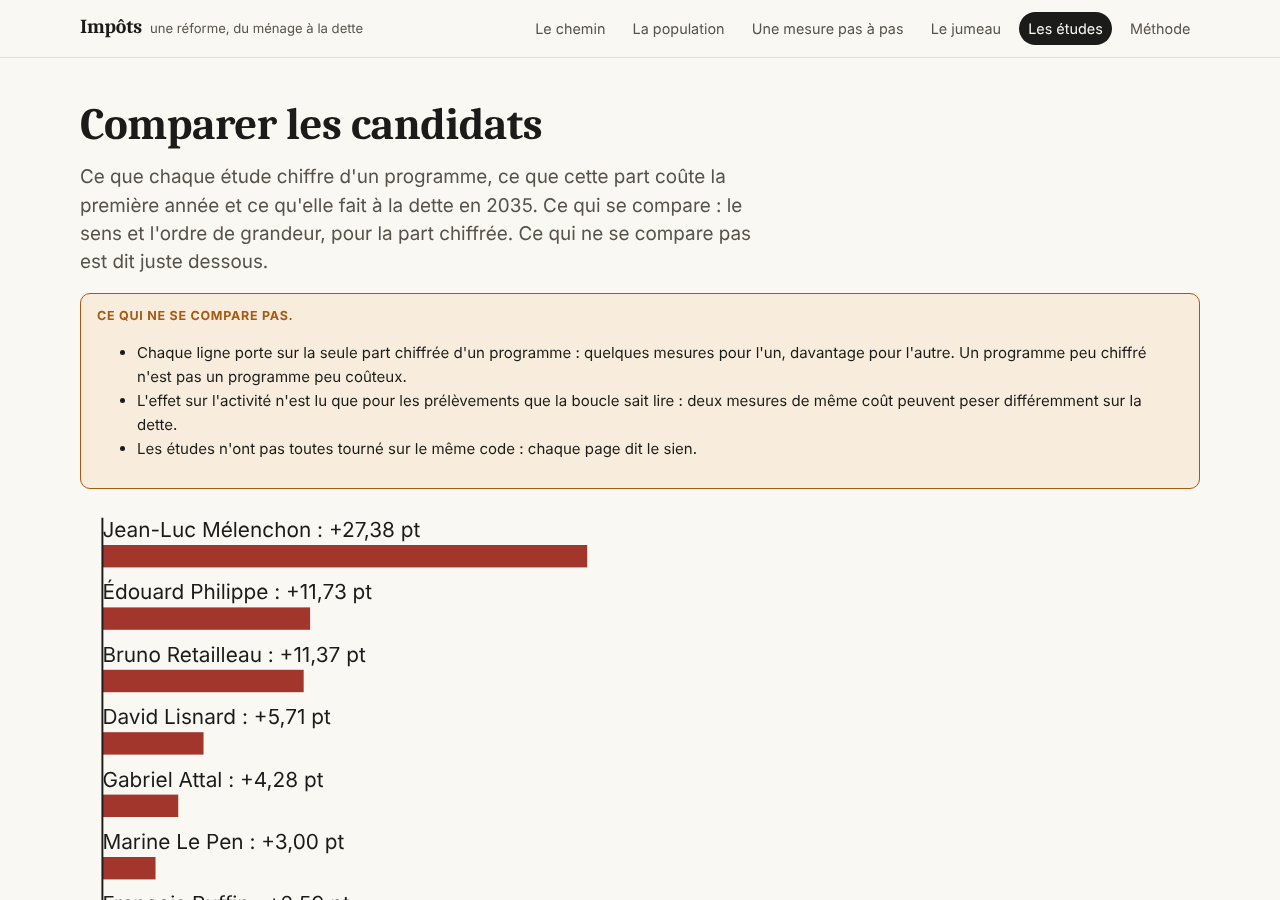 Impôts une réforme, du ménage à la dette
Le chemin
La population
Une mesure pas à pas
Le jumeau
Les études
Méthode
Comparer les candidats
Ce que chaque étude chiffre d'un programme, ce que cette part coûte la
première année et ce qu'elle fait à la dette en 2035. Ce qui se compare : le
sens et l'ordre de grandeur, pour la part chiffrée. Ce qui ne se compare pas
est dit juste dessous.
CE QUI NE SE COMPARE PAS.
• Chaque ligne porte sur la seule part chiffrée d'un programme : quelques mesures pour l'un, davantage pour l'autre. Un programme peu chiffré
n'est pas un programme peu coûteux.
• L'effet sur l'activité n'est lu que pour les prélèvements que la boucle sait lire : deux mesures de même coût peuvent peser différemment sur la
dette.
• Les études n'ont pas toutes tourné sur le même code : chaque page dit le sien.
Jean-Luc Mélenchon : +27,38 pt
Édouard Philippe : +11,73 pt
Bruno Retailleau : +11,37 pt
David Lisnard : +5,71 pt
Gabriel Attal : +4,28 pt
Marine Le Pen : +3,00 pt